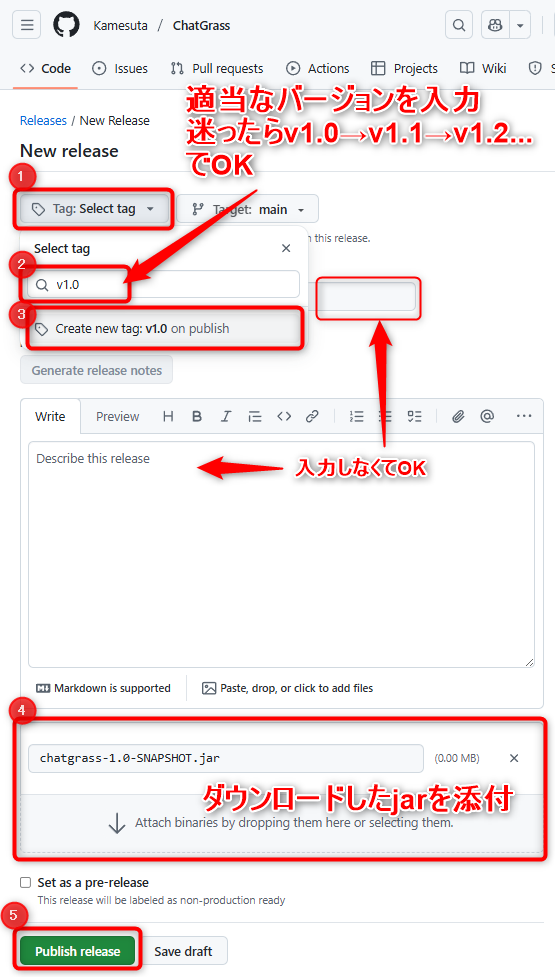 Kamesuta / ChatGrass
Code Issues Pull requests Actions Projects Wiki
適当なバージョンを入力
迷ったらv1.0→v1.1→v1.2...
でOK
Releases / New Release
New release
1
Tag: Select tag Target: main
Select tag
n this release.
2
v1.0
3
Create new tag: v1.0 on publish
Generate release notes
Write Preview
Describe this release
入力しなくてOK
Markdown is supported Paste, drop, or click to add files
4
chatgrass-1.0-SNAPSHOT.jar (0.00 MB)
ダウンロードしたjarを添付
Attach binaries by dropping them here or selecting them.
Set as a pre-release
This release will be labeled as non-production ready
5
Publish release Save draft